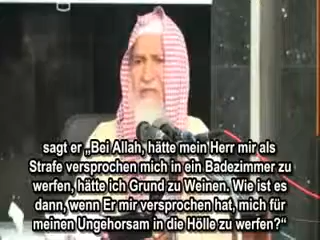 sagt er „Bei Allah, hätte mein Herr mir als
Strafe versprochen mich in ein Badezimmer zu
werfen, hätte ich Grund zu Weinen. Wie ist es
dann, wenn Er mir versprochen hat, mich für
meinen Ungehorsam in die Hölle zu werfen?“